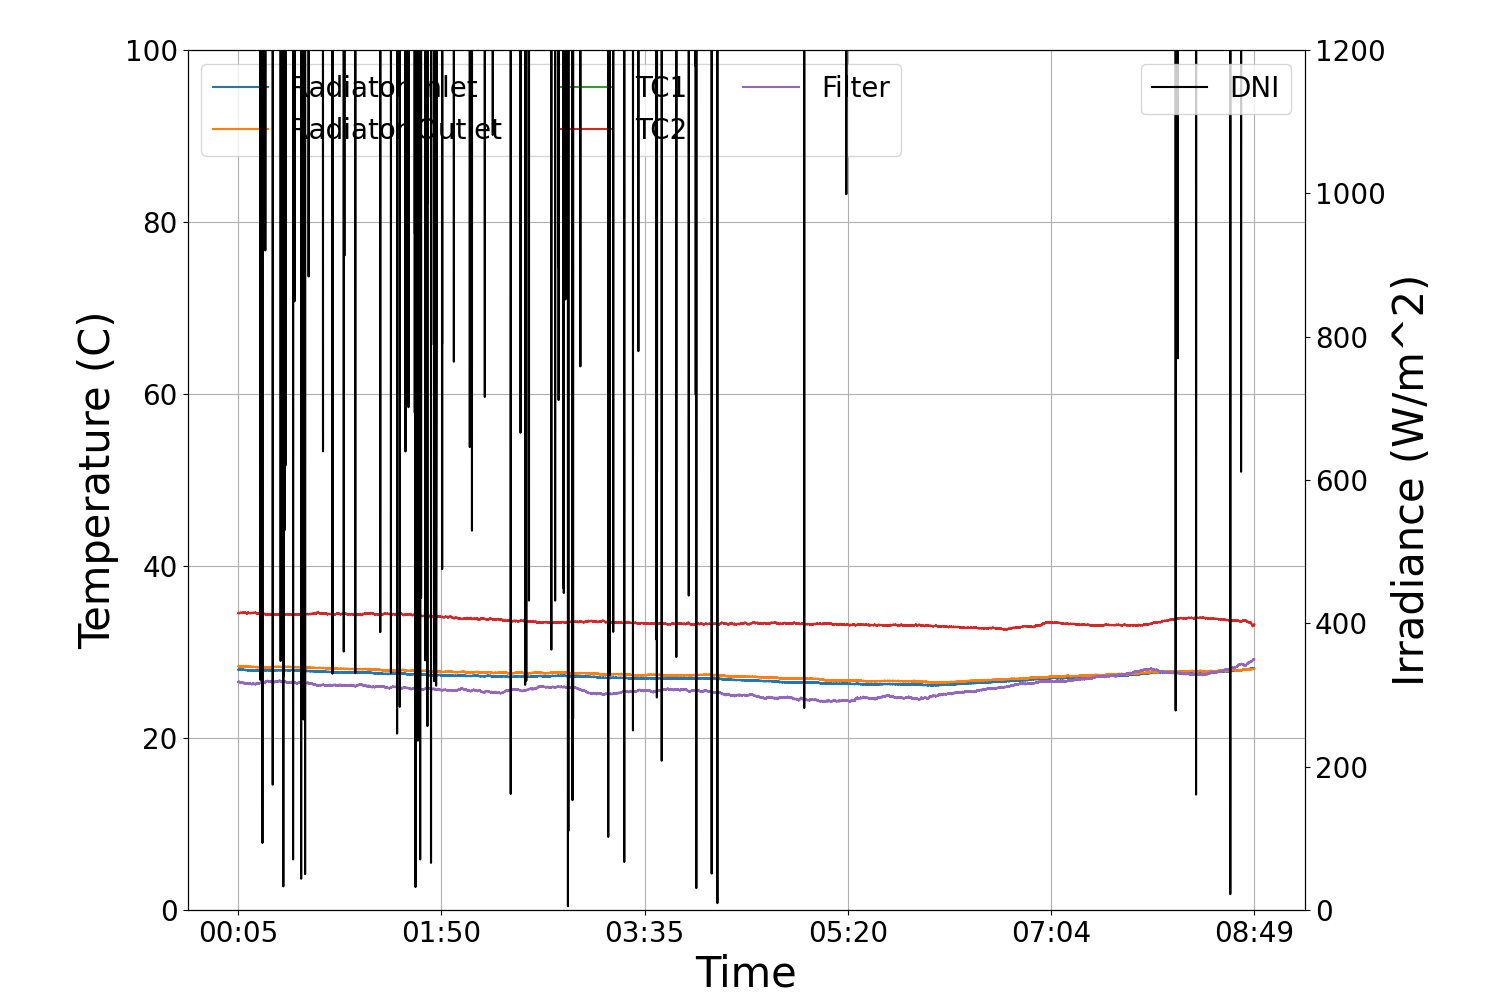 100
80
60
40
20
0
Temperature (C)
Radiator Inlet
Radiator Outlet
TC1
TC2
Filter
DNI
1200
1000
800
600
400
200
0
Irradiance (W/m^2)
00:05 01:50 03:35 05:20 07:04 08:49
Time